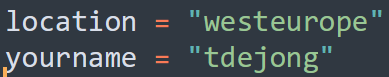 location = "westeurope"
yourname = "tdejong"